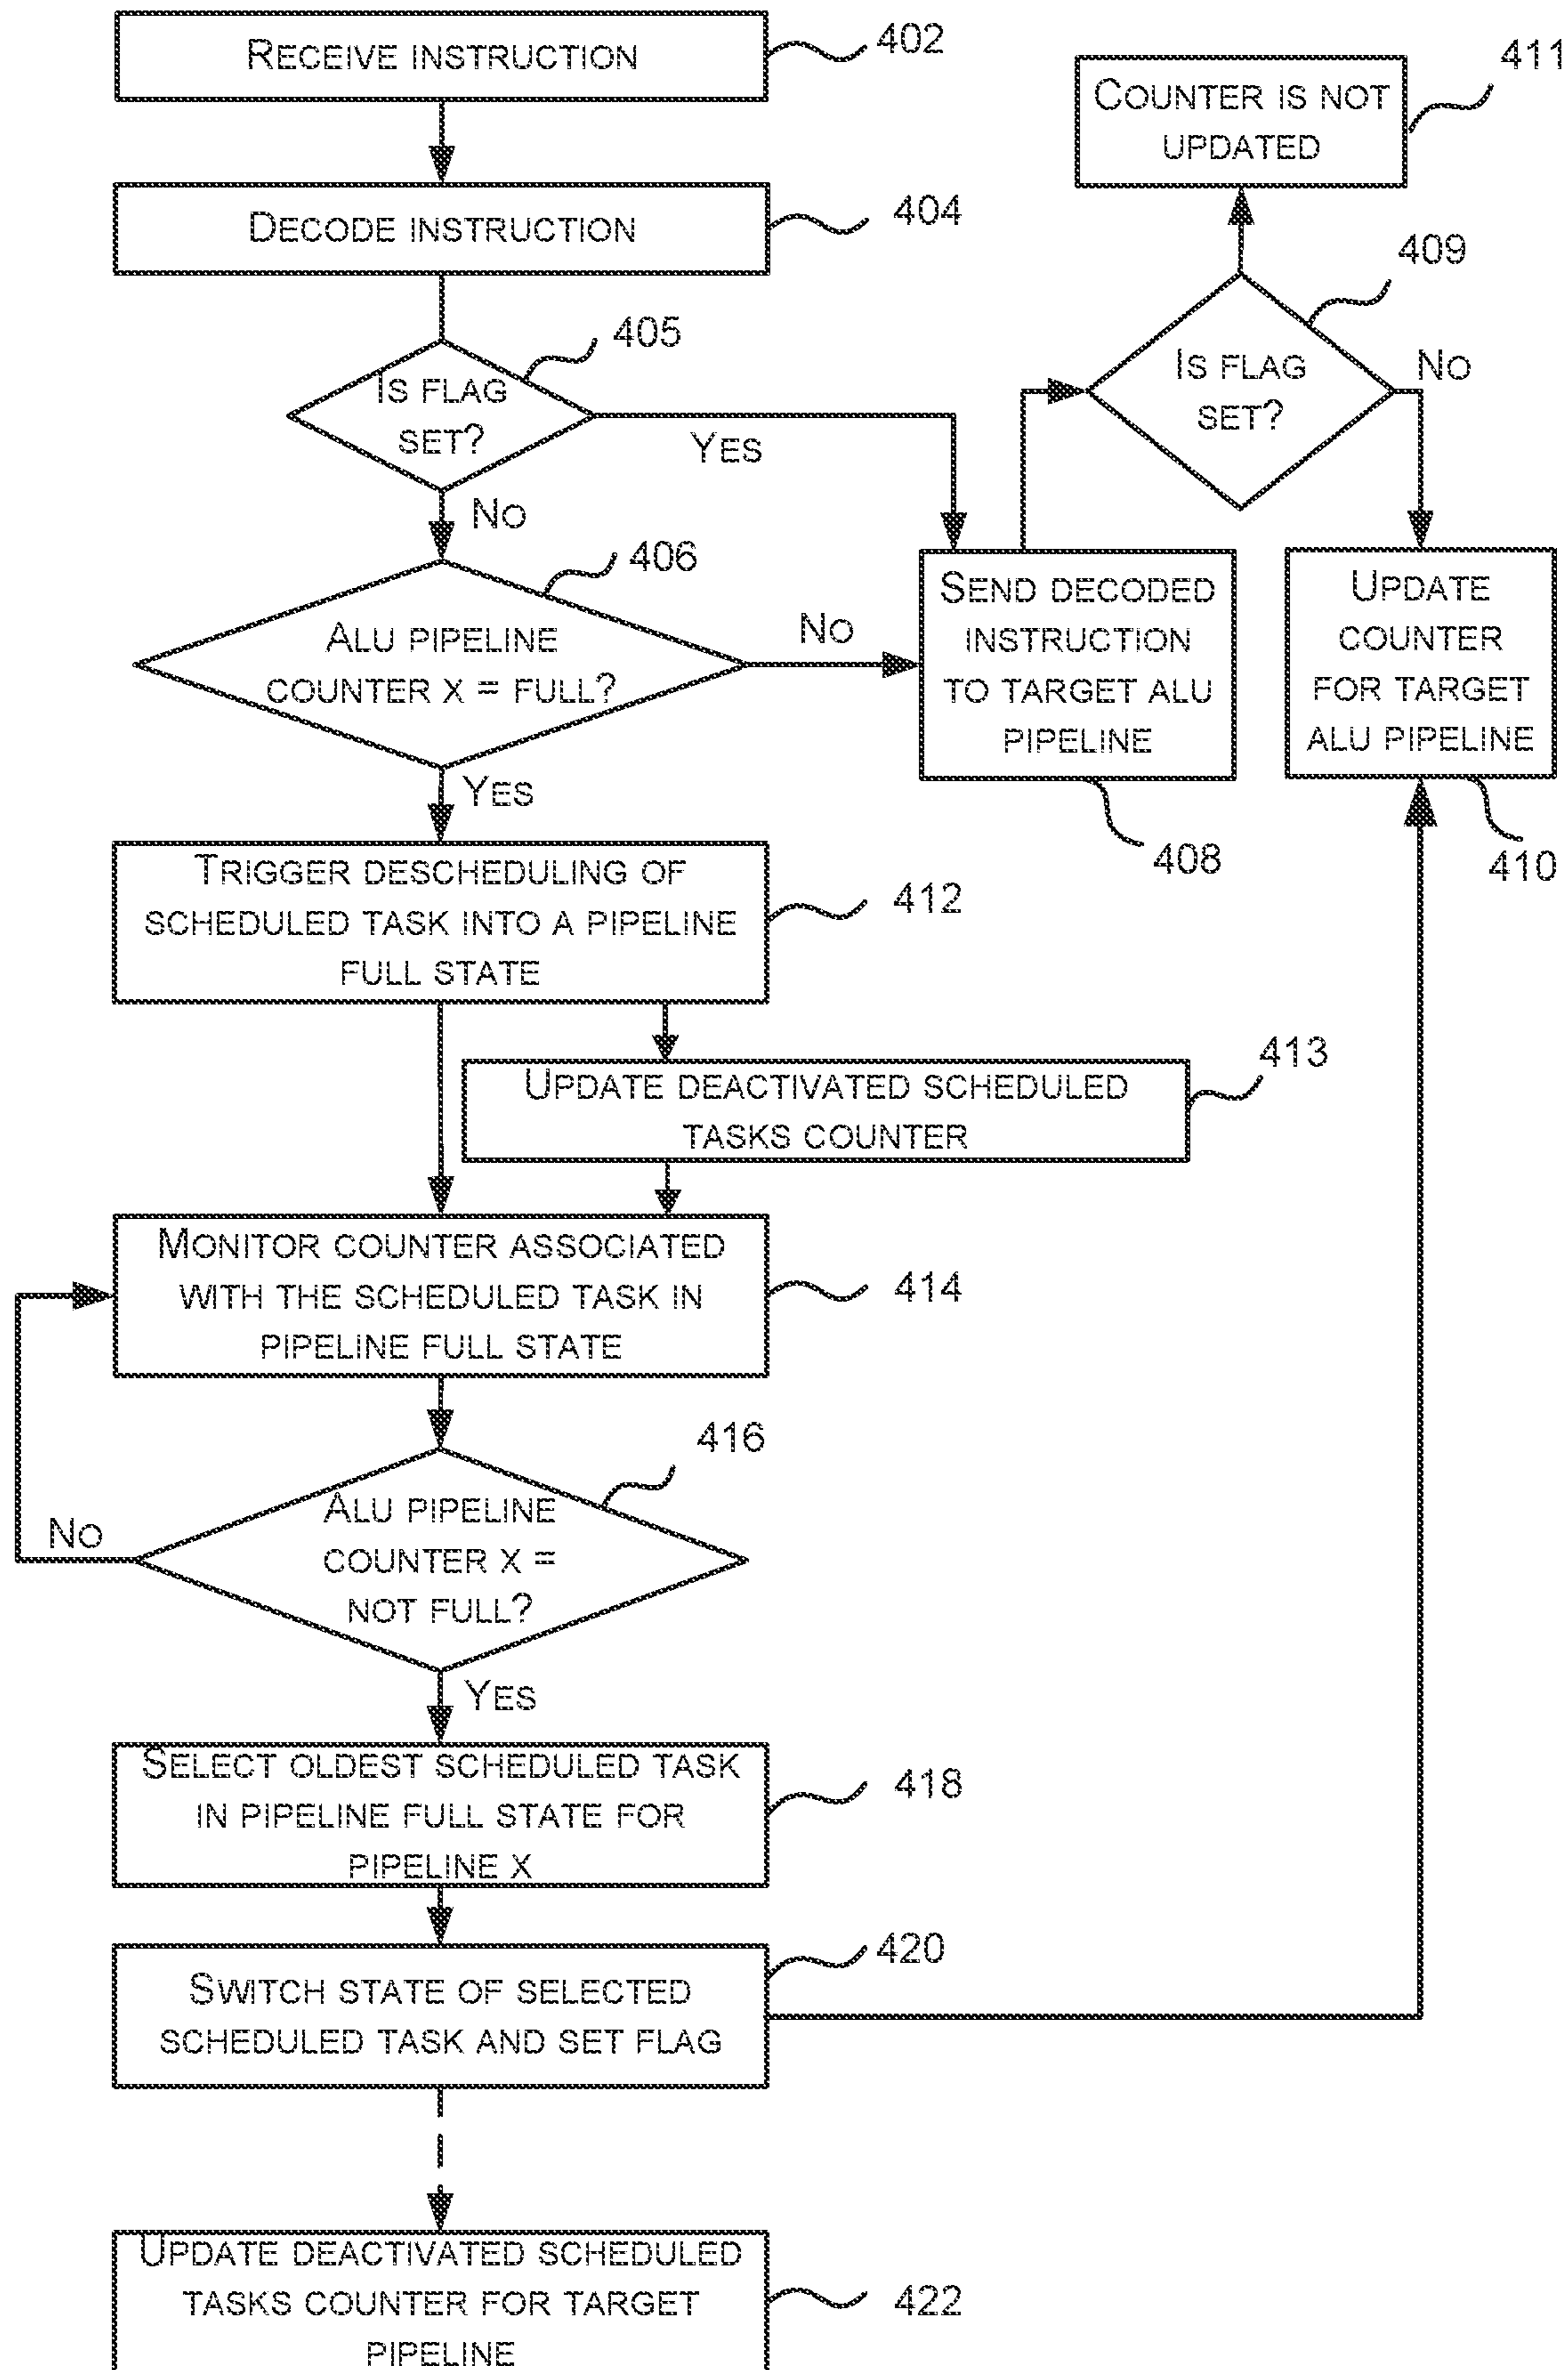 RECEIVE INSTRUCTION
402
COUNTER IS NOT
UPDATED
411
DECODE INSTRUCTION
404
409
405
IS FLAG
SET?
YES
NO
IS FLAG
SET?
NO
406
ALU PIPELINE
COUNTER X = FULL?
NO
YES
SEND DECODED
INSTRUCTION
TO TARGET ALU
PIPELINE
408
UPDATE
COUNTER
FOR TARGET
ALU PIPELINE
410
TRIGGER DESCHEDULING OF
SCHEDULED TASK INTO A PIPELINE
FULL STATE
412
UPDATE DEACTIVATED SCHEDULED
TASKS COUNTER
413
MONITOR COUNTER ASSOCIATED
WITH THE SCHEDULED TASK IN
PIPELINE FULL STATE
414
416
ALU PIPELINE
COUNTER X =
NOT FULL?
NO
YES
SELECT OLDEST SCHEDULED TASK
IN PIPELINE FULL STATE FOR
PIPELINE X
418
SWITCH STATE OF SELECTED
SCHEDULED TASK AND SET FLAG
420
UPDATE DEACTIVATED SCHEDULED
TASKS COUNTER FOR TARGET
PIPELINE
422